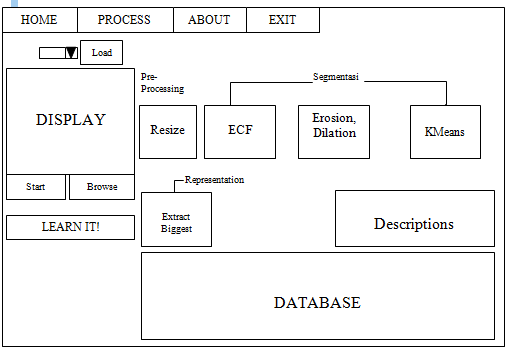 HOME PROCESS ABOUT EXIT
Load
Pre-
Processing
Segmentasi
DISPLAY
Resize
ECF
Erosion,
Dilation
KMeans
Start Browse
Representation
LEARN IT!
Extract
Biggest
Descriptions
DATABASE